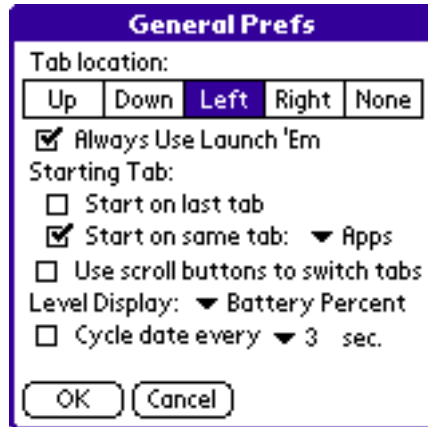 General Prefs
Tab location:
Up Down Left Right None
Always Use Launch 'Em
Starting Tab:
Start on last tab
Start on same tab: Apps
Use scroll buttons to switch tabs
Level Display: Battery Percent
Cycle date every 3 sec.
OK Cancel